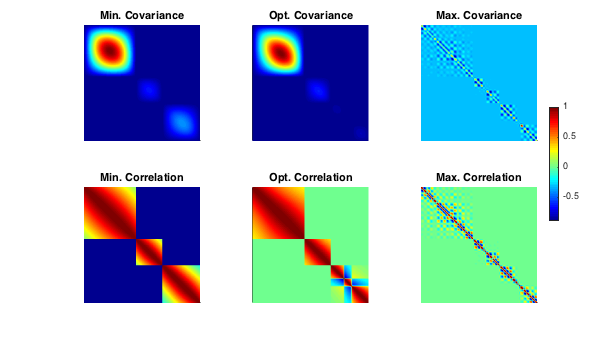 Min. Covariance Opt. Covariance Max. Covariance
1
0.5
0
-0.5
Min. Correlation Opt. Correlation Max. Correlation